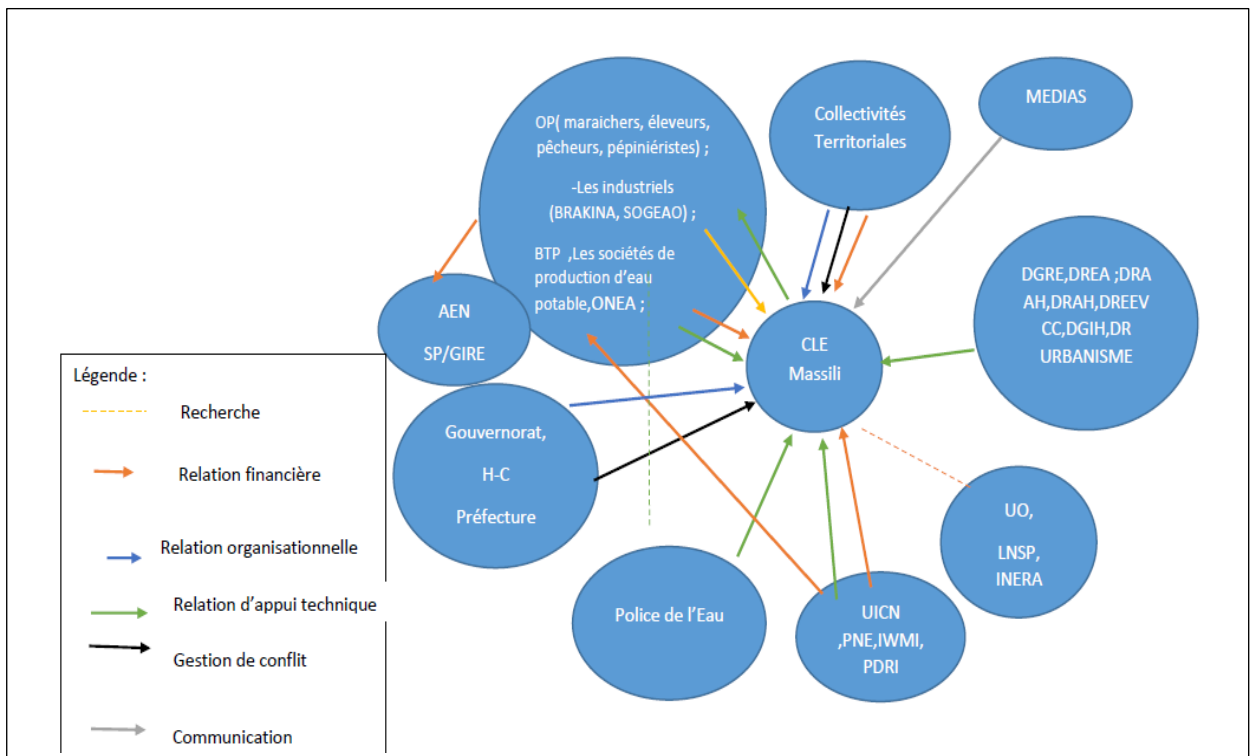 OP( maraichers, éleveurs,
pêcheurs, pépiniéristes) ;
-Les industriels
(BRAKINA, SOGEAO) ;
BTP ,Les sociétés de
production d'eau
potable,ONEA ;
Collectivités
Territoriales
MEDIAS
AEN
SP/GIRE
CLE
Massili
DGRE,DREA ;DRA
AH,DRAH,DREEV
CC,DGIH,DR
URBANISME
Gouvernorat,
H-C
Préfecture
UO,
LNSP,
INERA
Police de l'Eau
UICN
,PNE,IWMI,
PDRI
Légende :
Recherche
Relation financière
Relation organisationnelle
Relation d'appui technique
Gestion de conflit
Communication